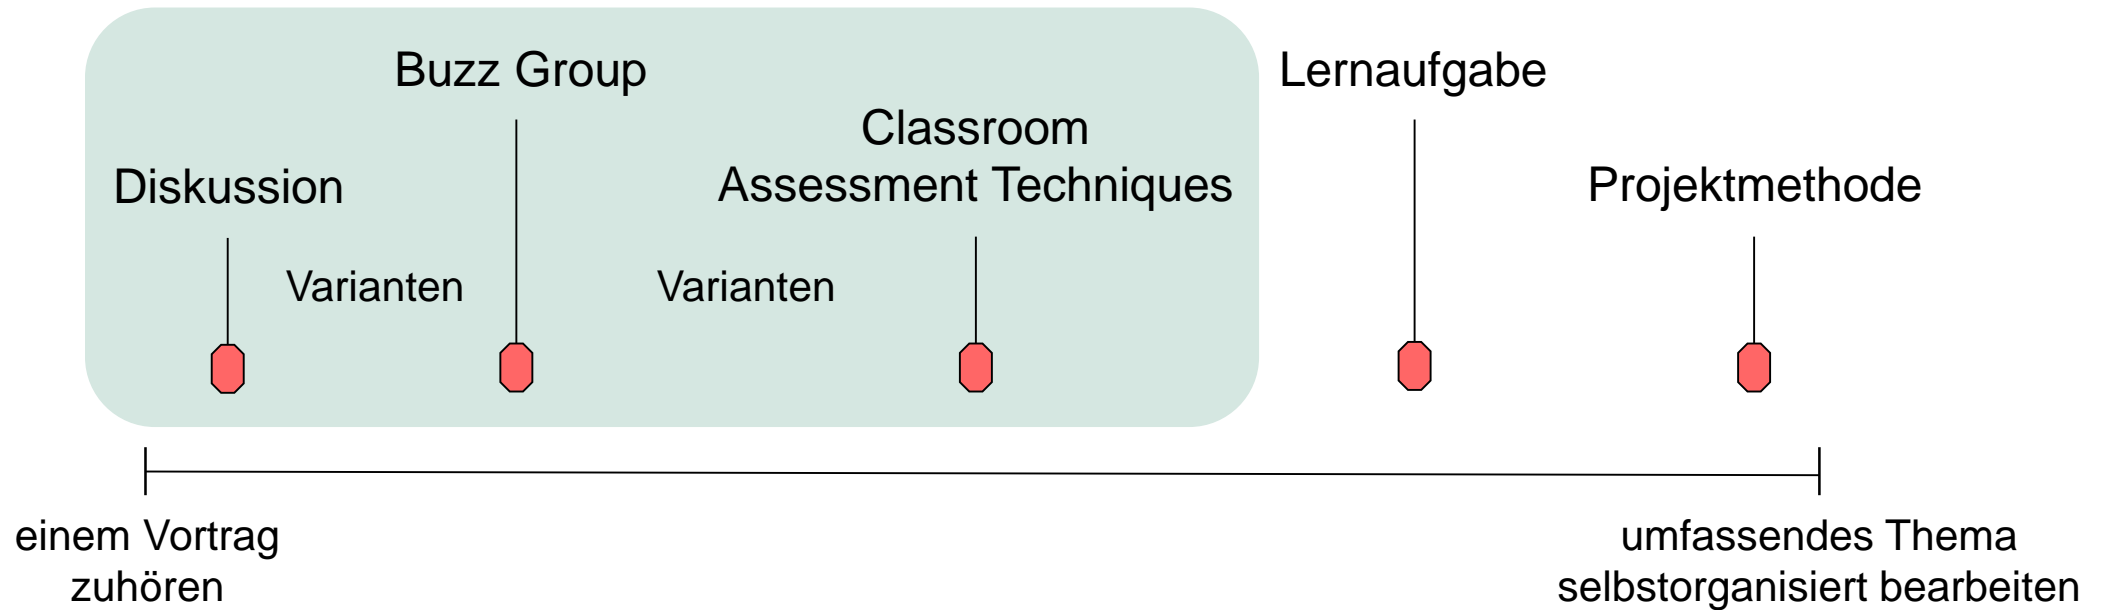 Buzz Group
Lernaufgabe
Classroom
Assessment Techniques
Diskussion
Projektmethode
Varianten
Varianten
einem Vortrag
zuhören
umfassendes Thema
selbstorganisiert bearbeiten